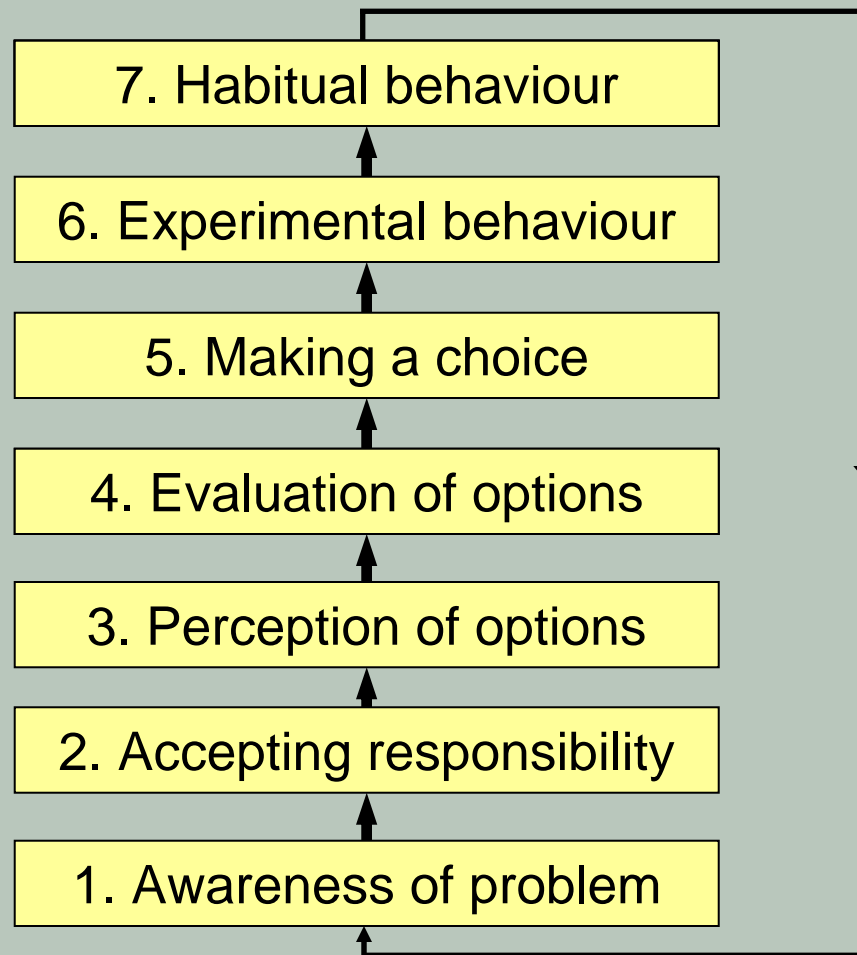 7. Habitual behaviour
6. Experimental behaviour
5. Making a choice
4. Evaluation of options
3. Perception of options
2. Accepting responsibility
1. Awareness of problem